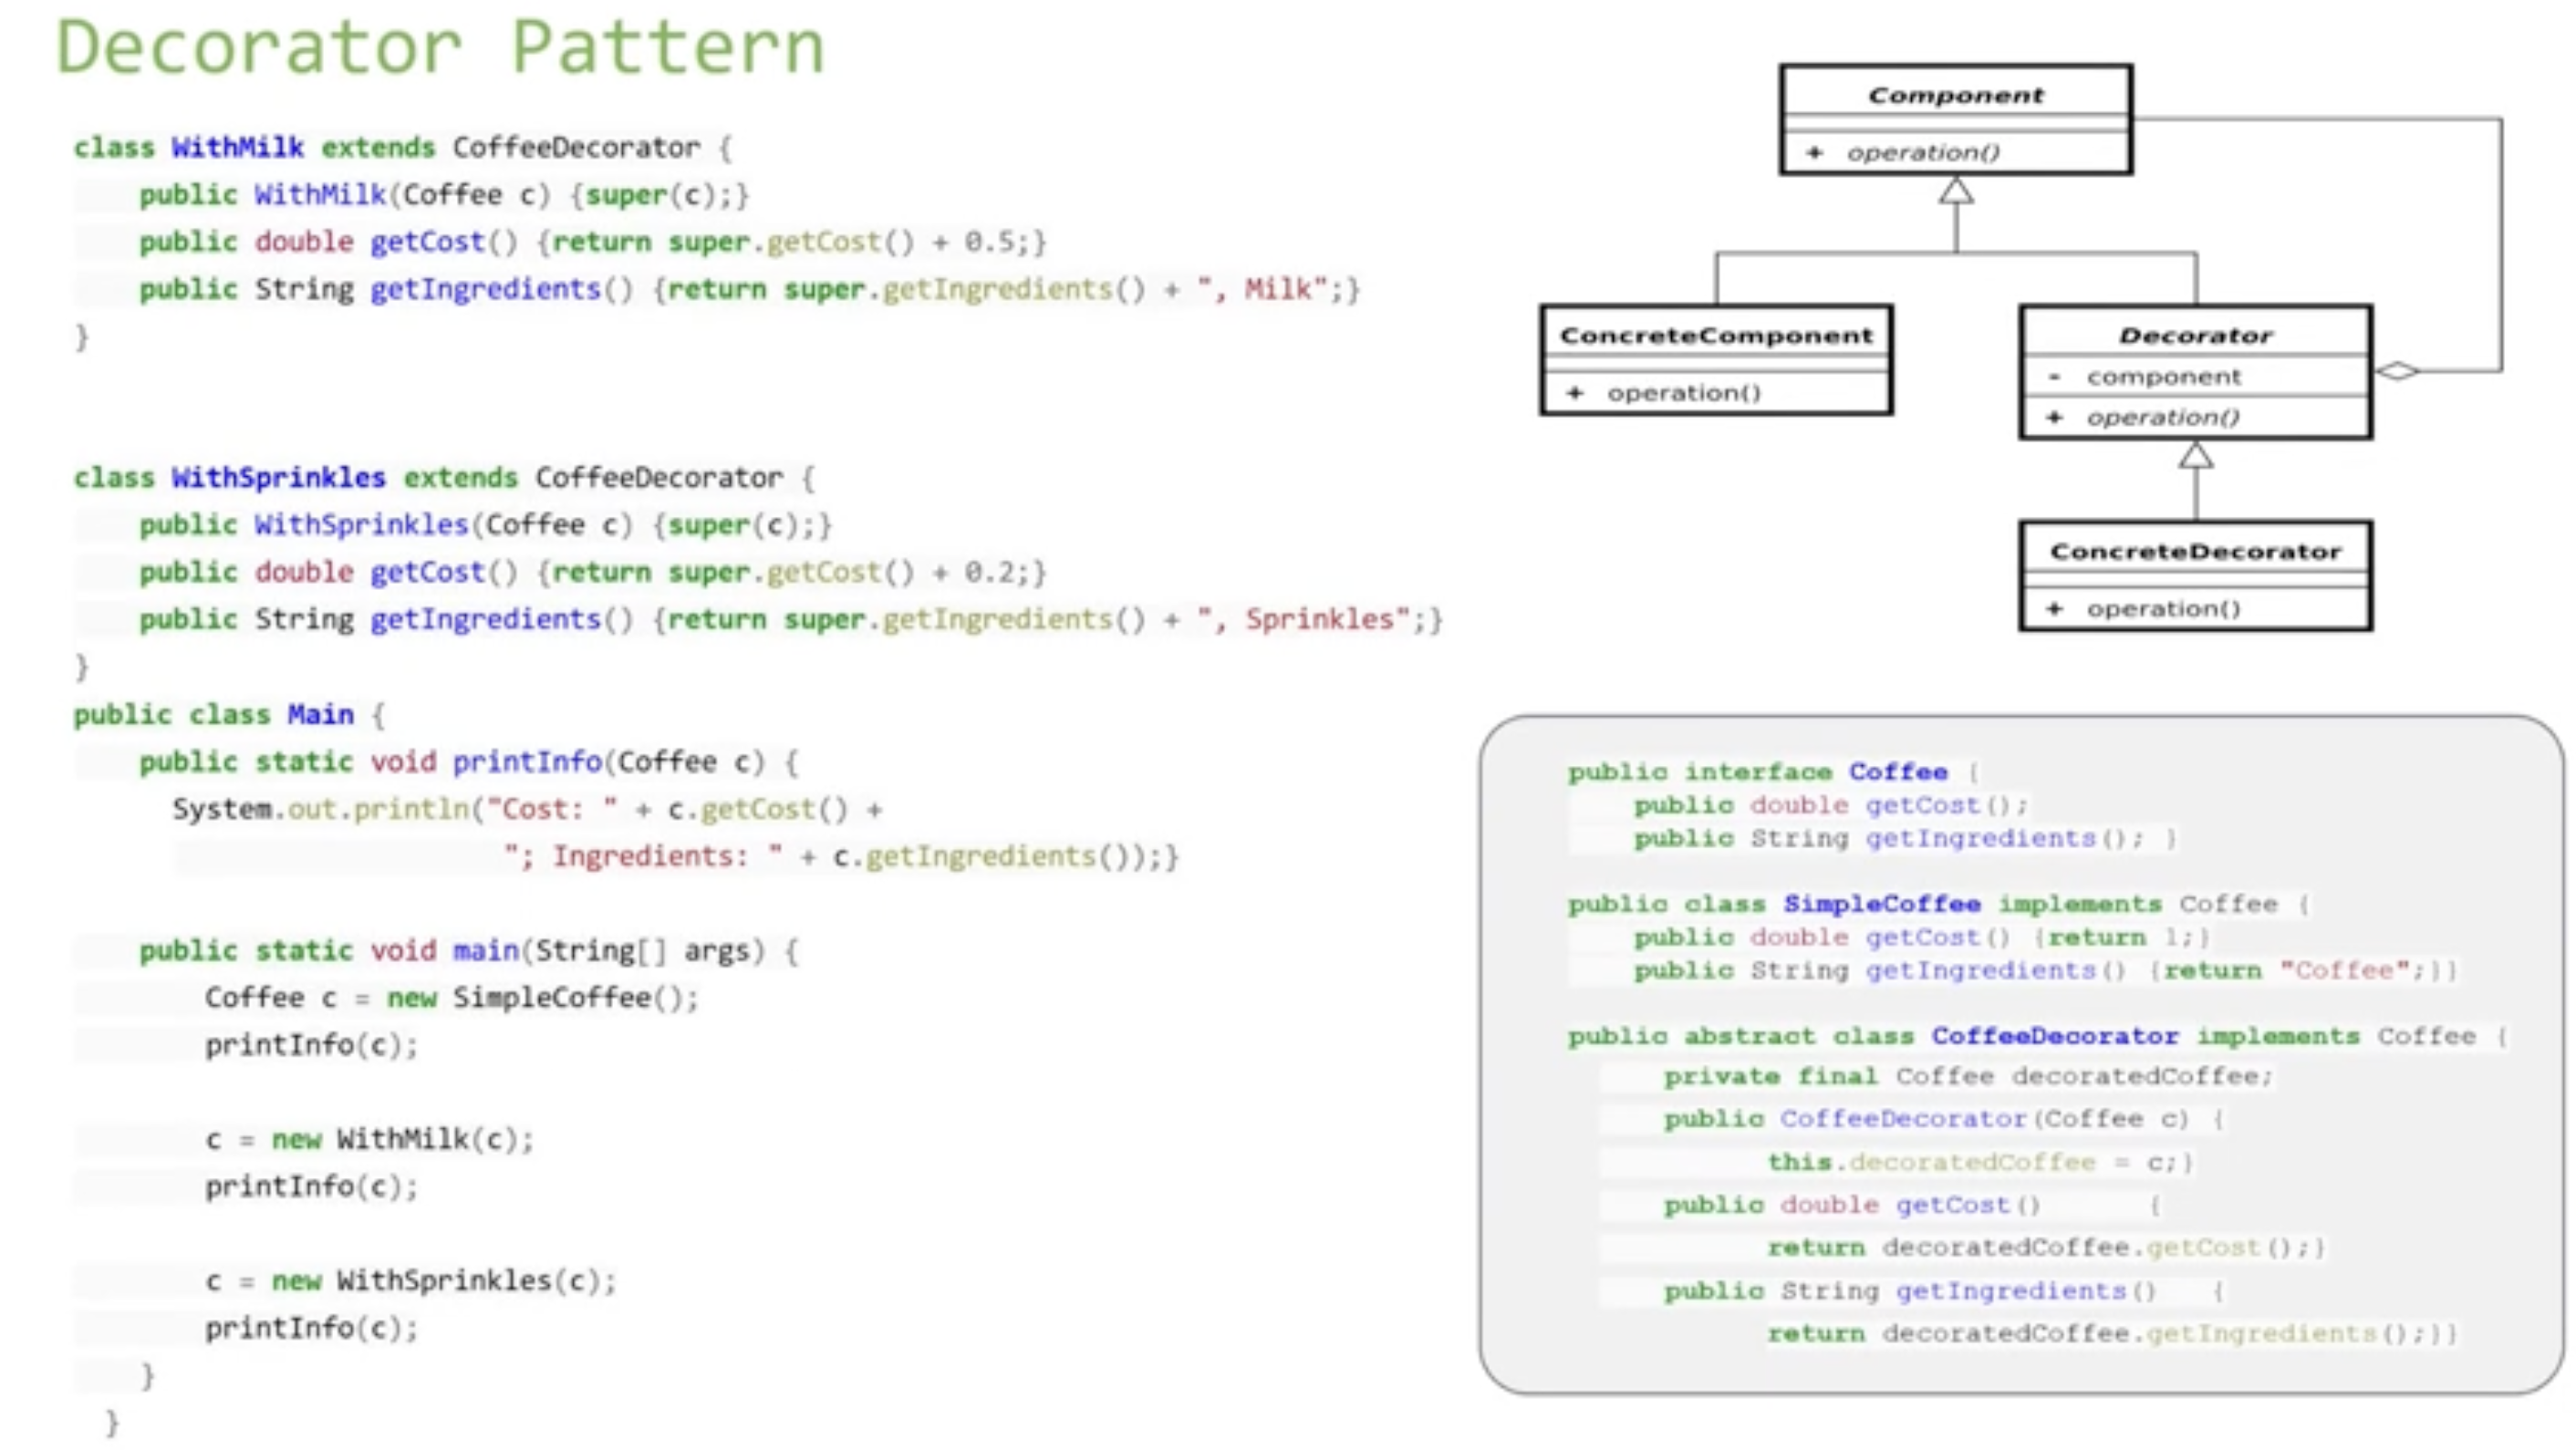 Decorator Pattern
class WithMilk extends CoffeeDecorator {
public WithMilk(Coffee c) {super(c);}
public double getCost() {return super.getCost() + 0.5;}
public String getIngredients() {return super.getIngredients() + ", Milk";}
}
class WithSprinkles extends CoffeeDecorator {
public WithSprinkles(Coffee c) {super(c);}
public double getCost() {return super.getCost() + 0.2;}
public String getIngredients() {return super.getIngredients() + ", Sprinkles";}
}
public class Main {
public static void printInfo(Coffee c) {
System.out.println("Cost: " + c.getCost() +
"; Ingredients: " + c.getIngredients());}
public static void main(String[] args) {
Coffee c = new SimpleCoffee();
printInfo(c);
c = new WithMilk(c);
printInfo(c);
c = new WithSprinkles(c);
printInfo(c);
}
}
Component
+ operation()
ConcreteComponent
+ operation()
Decorator
- component
+ operation()
ConcreteDecorator
+ operation()
public interface Coffee {
public double getCost();
public String getIngredients(); }
public class SimpleCoffee implements Coffee {
public double getCost() {return 1;}
public String getIngredients() {return "Coffee";}}
public abstract class CoffeeDecorator implements Coffee {
private final Coffee decoratedCoffee;
public CoffeeDecorator(Coffee c) {
this.decoratedCoffee = c;}
public double getCost() {
return decoratedCoffee.getCost();}
public String getIngredients() {
return decoratedCoffee.getIngredients();}}